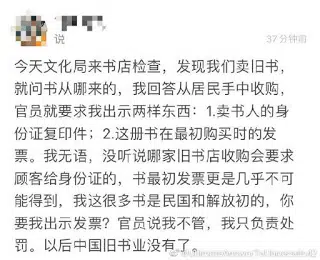 说
37分钟前
今天文化局来书店检查，发现我们卖旧书，
就问书从哪来的，我回答从居民手中收购，
官员就要求我出示两样东西：1.卖书人的身
份证复印件；2.这册书在最初购买时的发
票。我无语，没听说哪家旧书店收购会要求
顾客给身份证的，书最初发票更是几乎不可
能得到，我这很多书是民国和解放初的，你
要我出示发票？官员说我不管，我只负责处
罚。以后中国旧书业没有了。